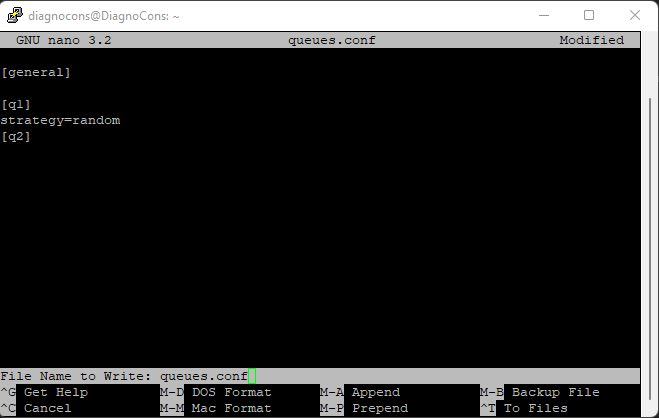 diagnocons@DiagnoCons: ~
GNU nano 3.2 queues.conf Modified
[general]
[q1]
strategy=random
[q2]
File Name to Write: queues.conf
^G Get Help M-D DOS Format M-A Append M-B Backup File
^C Cancel M-M Mac Format M-P Prepend ^T To Files